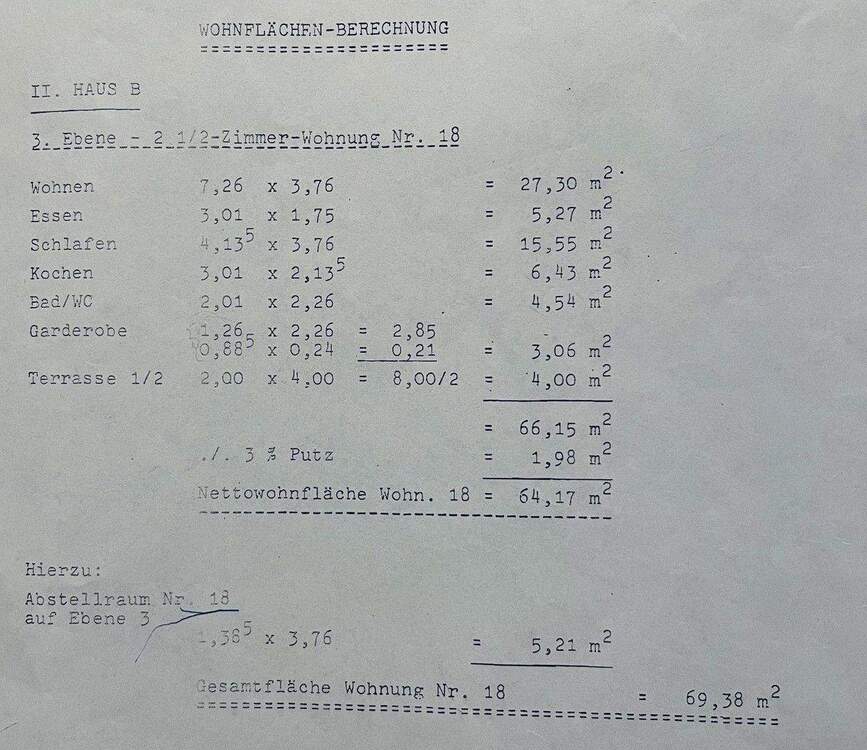 WOHNFLÄCHEN-BERECHNUNG
II. HAUS B
3. Ebene - 2 1/2-Zimmer-Wohnung Nr. 18
Wohnen 7,26 x 3,76 = 27,30 m²
Essen 3,01 x 1,75 = 5,27 m²
Schlafen 4,13⁵ x 3,76 = 15,55 m²
Kochen 3,01 x 2,13⁵ = 6,43 m²
Bad/WC 2,01 x 2,26 = 4,54 m²
Garderobe 1,26 x 2,26 = 2,85
0,88⁵ x 0,24 = 0,21 = 3,06 m²
Terrasse 1/2 2,00 x 4,00 = 8,00/2 = 4,00 m²
= 66,15 m²
./. 3 % Putz = 1,98 m²
Nettowohnfläche Wohn. 18 = 64,17 m²
Hierzu:
Abstellraum Nr. 18
auf Ebene 3
1,38⁵ x 3,76 = 5,21 m²
Gesamtfläche Wohnung Nr. 18 = 69,38 m²